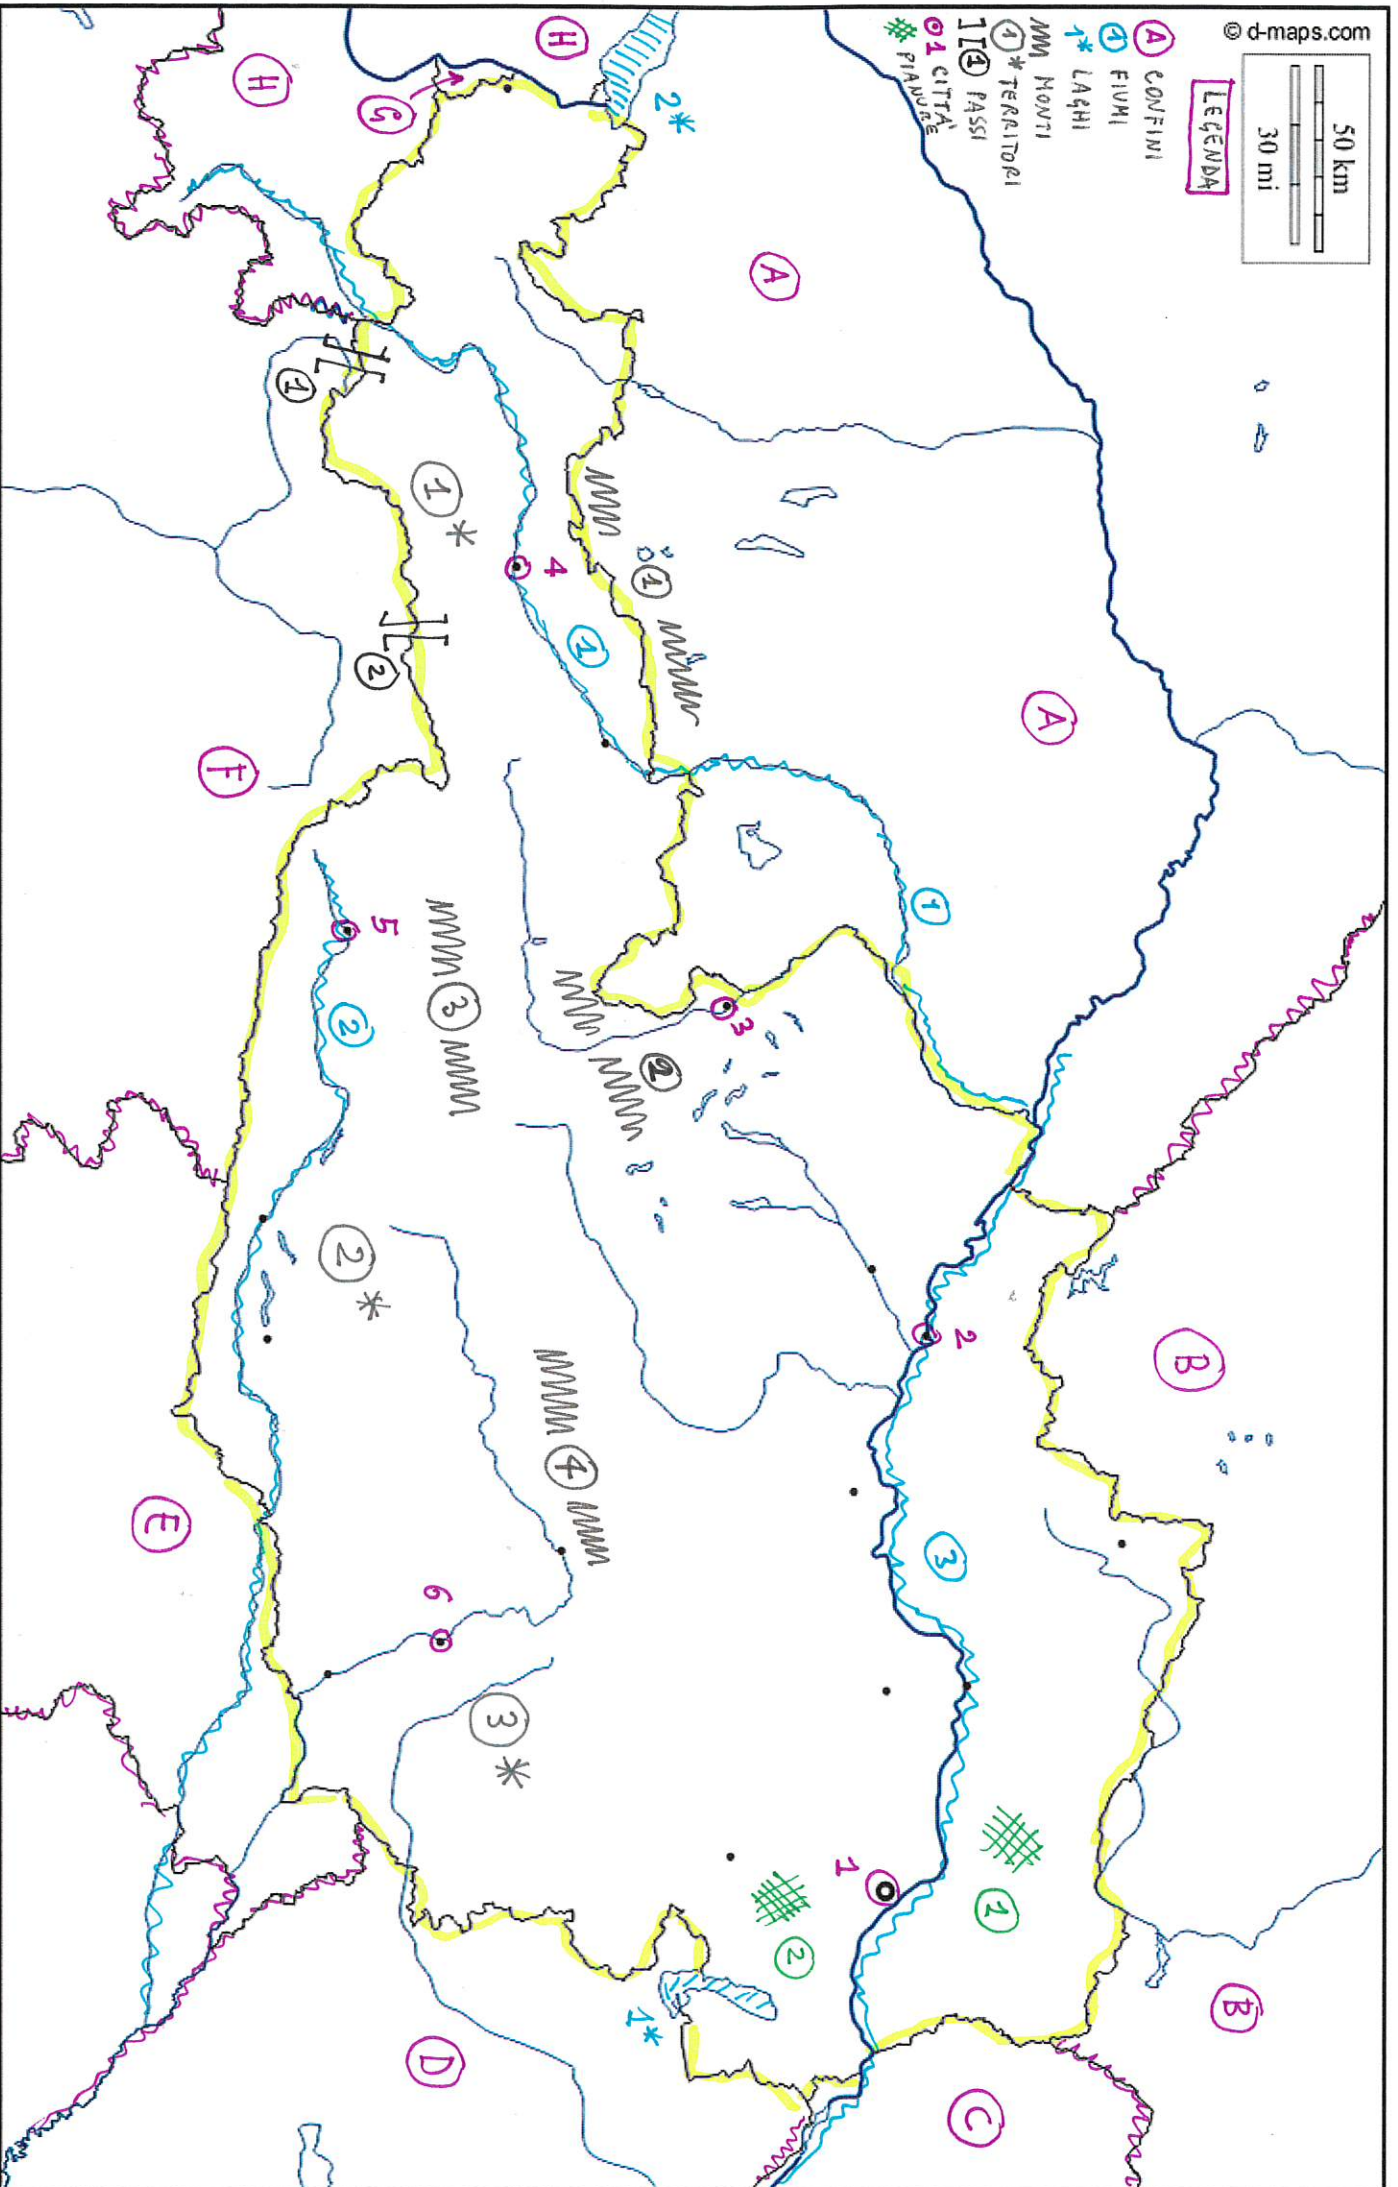 © d-maps.com
50 km
30 mi
LEGENDA
A CONFINI
1 FIUMI
1* LAGHI
MONTI
1* TERRITORI
1 PASSI
1 CITTÀ
PIANURE
B
B
A
1
C
2
3
1
1
2
A
3
2*
2
1
1*
1
4
H
4
3*
3
6
1*
D
G
5
2
2
2*
1
H
F
E